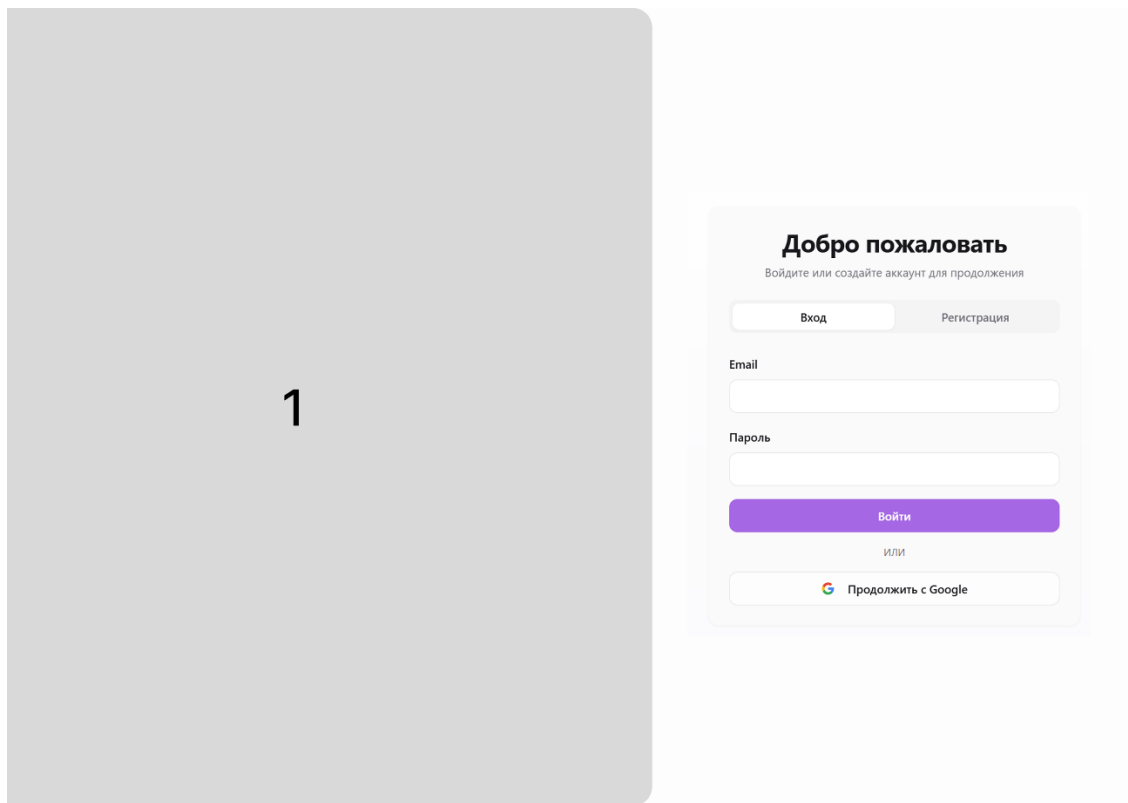 1
Добро пожаловать
Войдите или создайте аккаунт для продолжения
Вход
Регистрация
Email
Пароль
Войти
ИЛИ
Продолжить с Google